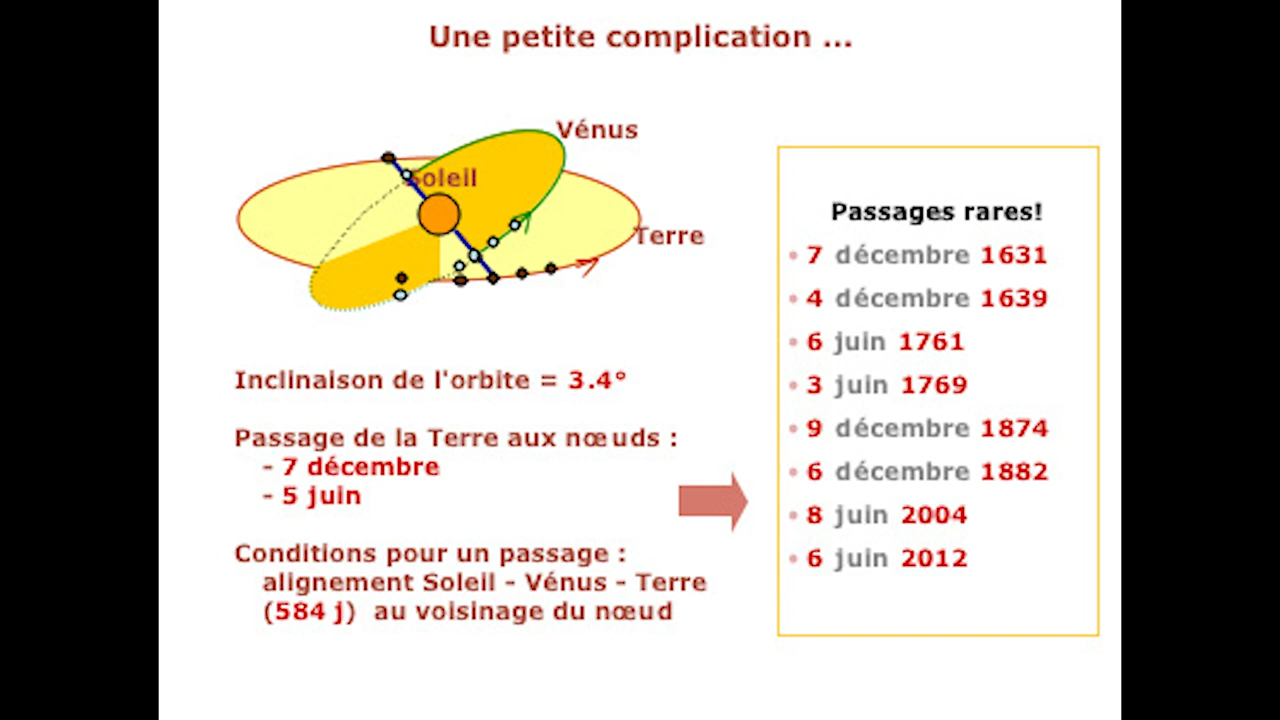 Une petite complication ...
Vénus
Soleil
Terre
Inclinaison de l'orbite = 3.4°
Passage de la Terre aux nœuds :
- 7 décembre
- 5 juin
Conditions pour un passage :
alignement Soleil - Vénus - Terre
(584 j) au voisinage du nœud
Passages rares!
• 7 décembre 1631
• 4 décembre 1639
• 6 juin 1761
• 3 juin 1769
• 9 décembre 1874
• 6 décembre 1882
• 8 juin 2004
• 6 juin 2012